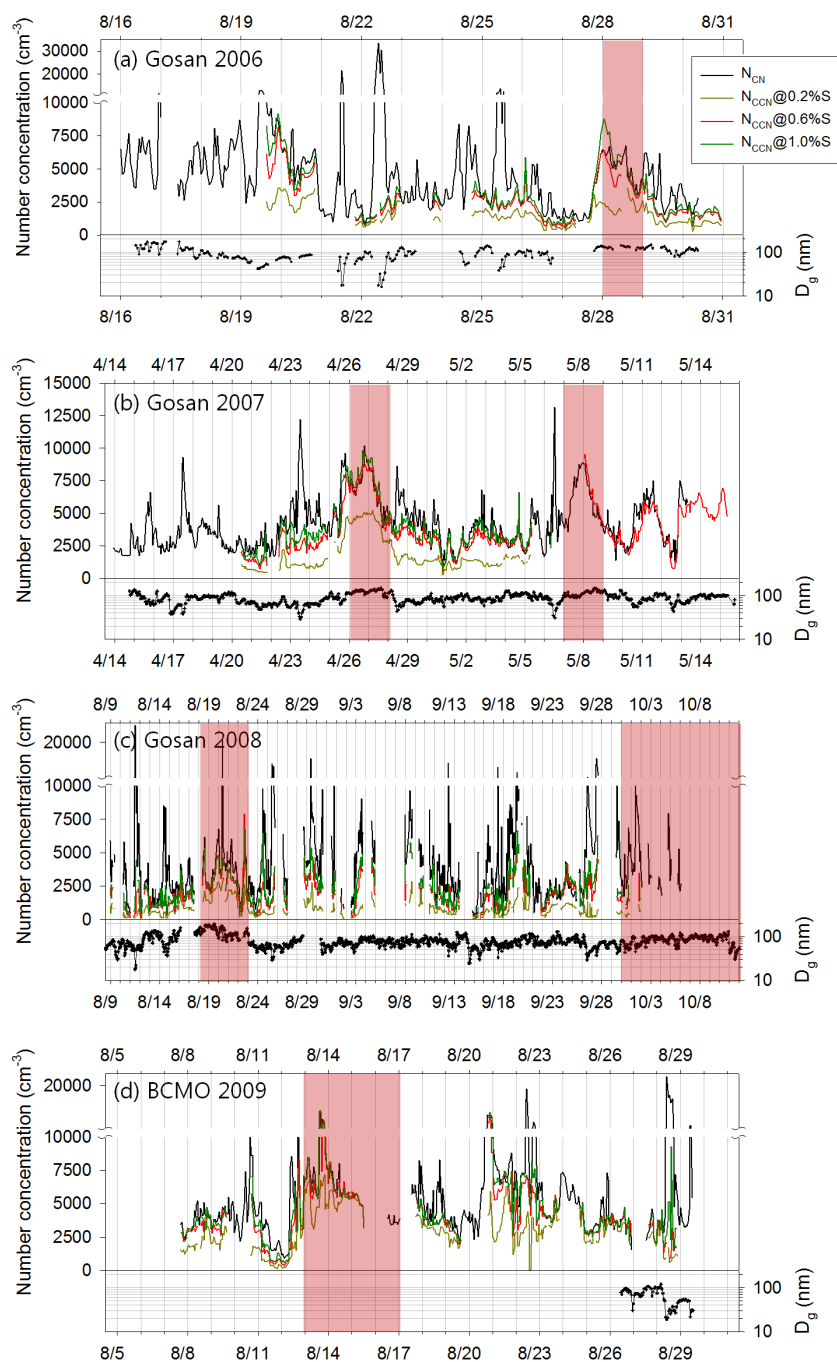 8/16 8/19 8/22 8/25 8/28 8/31
(a) Gosan 2006
30000
20000
10000
7500
5000
2500
0
Number concentration (cm-3)
NCN
NCCN@0.2%S
NCCN@0.6%S
NCCN@1.0%S
100
10
Dg (nm)
8/16 8/19 8/22 8/25 8/28 8/31
4/14 4/17 4/20 4/23 4/26 4/29 5/2 5/5 5/8 5/11 5/14
(b) Gosan 2007
15000
12500
10000
7500
5000
2500
0
Number concentration (cm-3)
100
10
Dg (nm)
4/14 4/17 4/20 4/23 4/26 4/29 5/2 5/5 5/8 5/11 5/14
8/9 8/14 8/19 8/24 8/29 9/3 9/8 9/13 9/18 9/23 9/28 10/3 10/8
(c) Gosan 2008
20000
10000
7500
5000
2500
0
Number concentration (cm-3)
100
10
Dg (nm)
8/9 8/14 8/19 8/24 8/29 9/3 9/8 9/13 9/18 9/23 9/28 10/3 10/8
8/5 8/8 8/11 8/14 8/17 8/20 8/23 8/26 8/29
(d) BCMO 2009
20000
10000
7500
5000
2500
0
Number concentration (cm-3)
100
10
Dg (nm)
8/5 8/8 8/11 8/14 8/17 8/20 8/23 8/26 8/29